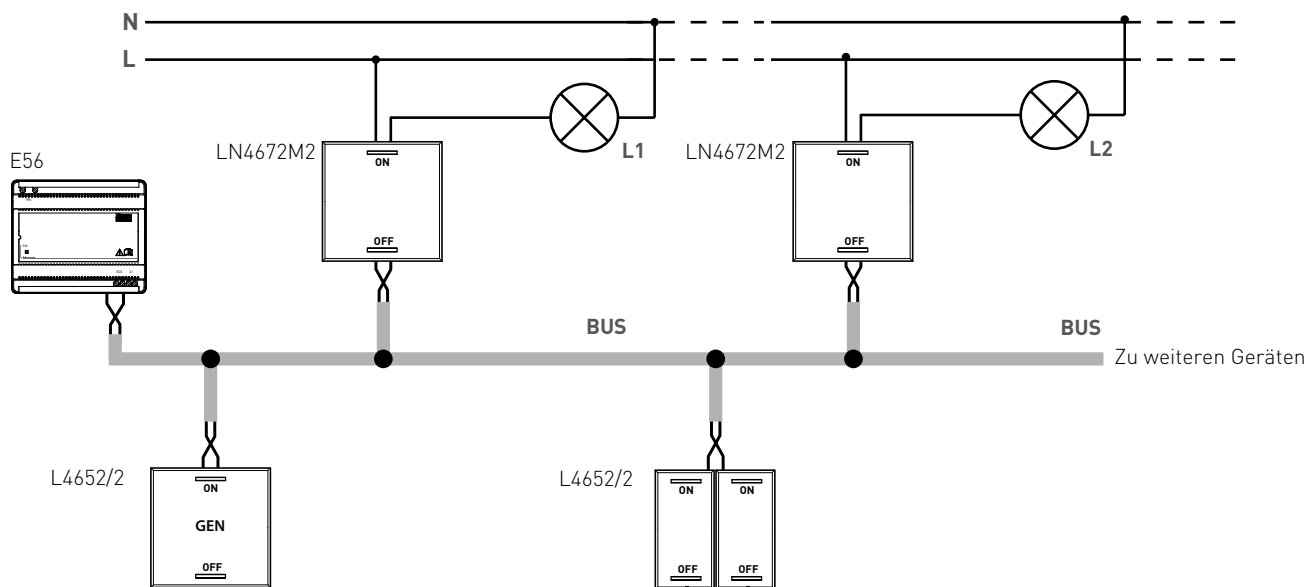 N
L
L1
L2
LN4672M2
LN4672M2
E56
ON
ON
OFF
OFF
BUS
BUS
Zu weiteren Geräten
L4652/2
L4652/2
ON
GEN
OFF
ON
ON
OFF
OFF